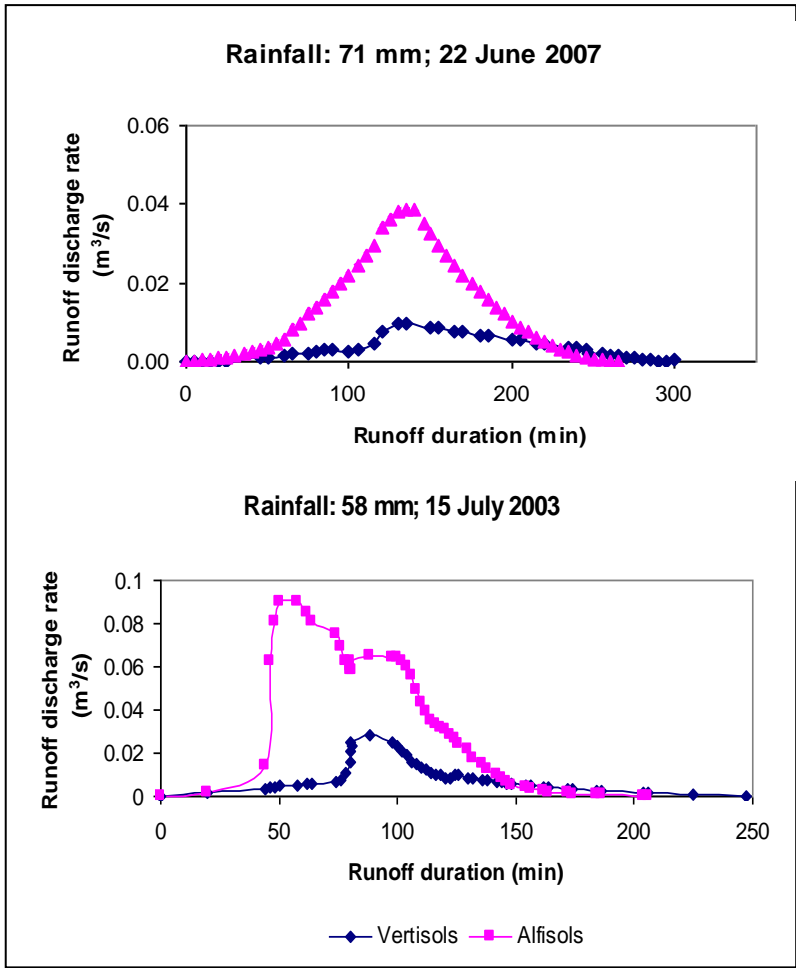 Rainfall: 71 mm; 22 June 2007
Runoff discharge rate
(m³/s)
0.06
0.04
0.02
0.00
0
100
200
300
Runoff duration (min)
Rainfall: 58 mm; 15 July 2003
Runoff discharge rate
(m³/s)
0.1
0.08
0.06
0.04
0.02
0
0
50
100
150
200
250
Runoff duration (min)
Vertisols
Alfisols